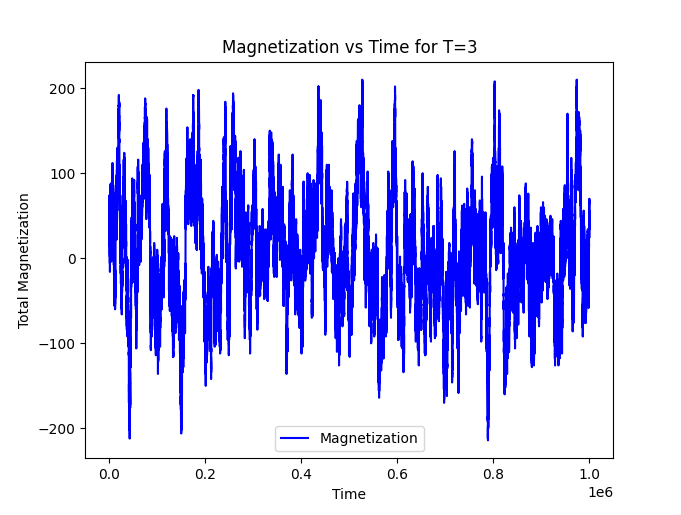 Magnetization vs Time for T=3
Total Magnetization
200
100
0
−100
−200
Magnetization
0.0 0.2 0.4 0.6 0.8 1.0
1e6
Time